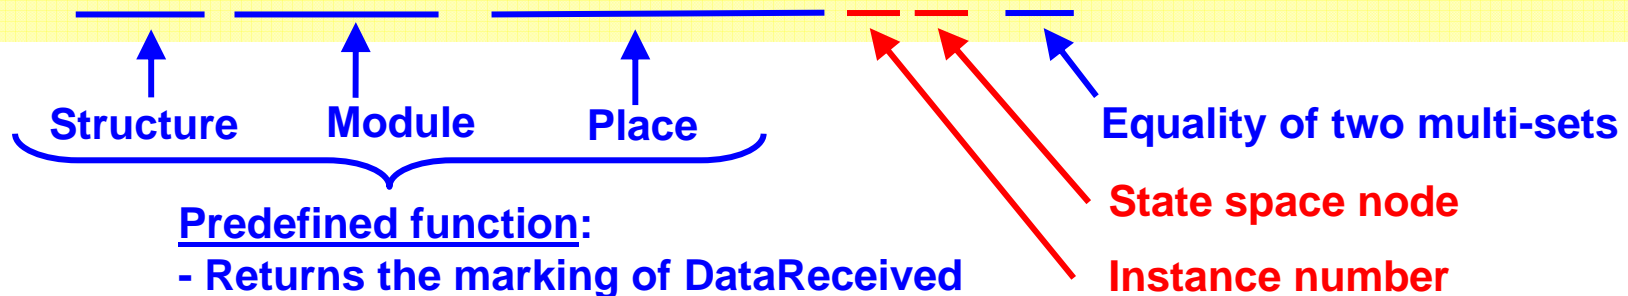 Structure Module Place Equality of two multi-sets
State space node
Predefined function:
- Returns the marking of DataReceived
Instance number